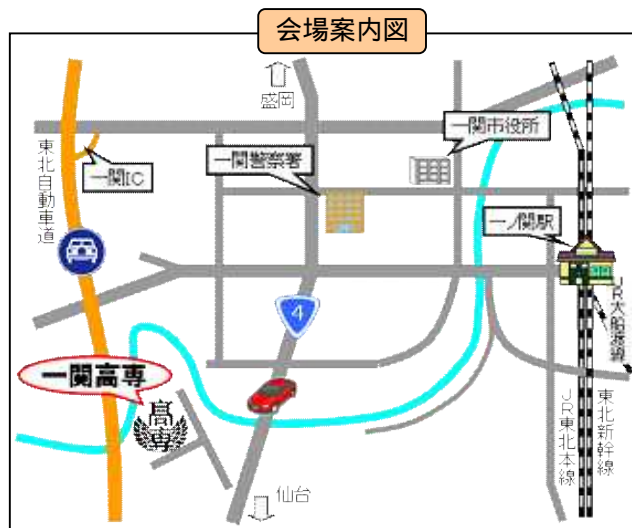 会場案内図
盛岡
一関市役所
一関警察署
東北自動車道
一関IC
一ノ関駅
4
JR大船渡線
一関高専
高専
JR東北本線
東北新幹線
仙台